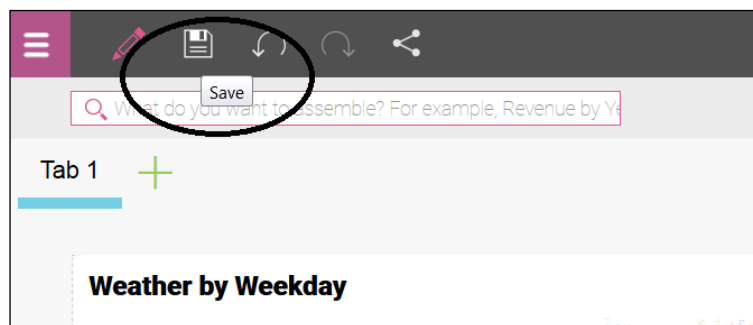 Save
What do you want to assemble? For example, Revenue by Ye
Tab 1
Weather by Weekday